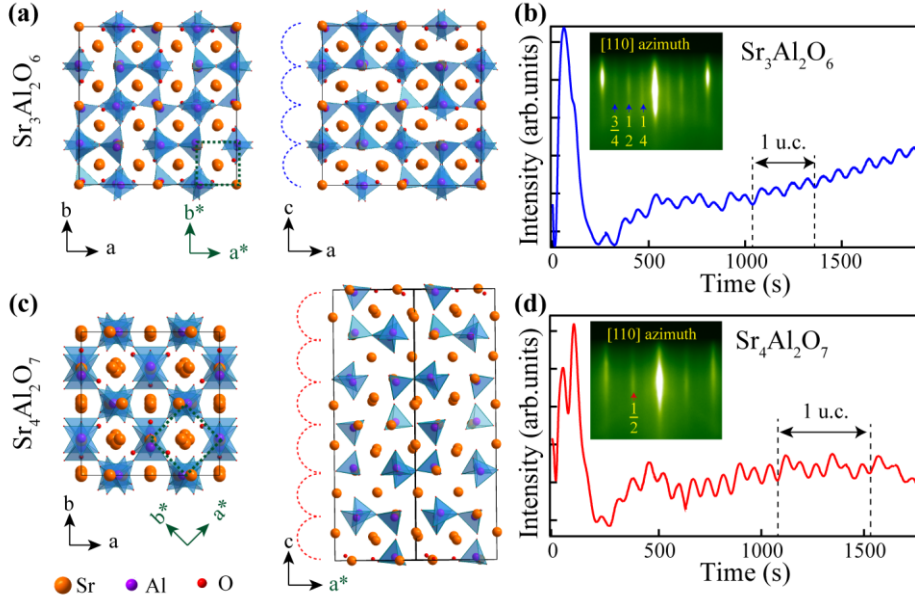 (a)
Sr3Al2O6
b
a
b*
a*
c
a
(b)
Intensity (arb.units)
[110] azimuth
3/4 1/2 1/4
Sr3Al2O6
1 u.c.
500 1000 1500
Time (s)
(c)
Sr4Al2O7
b
a
b*
a*
c
a*
Sr Al O
(d)
Intensity (arb.units)
[110] azimuth
1/2
Sr4Al2O7
1 u.c.
0 500 1000 1500
Time (s)